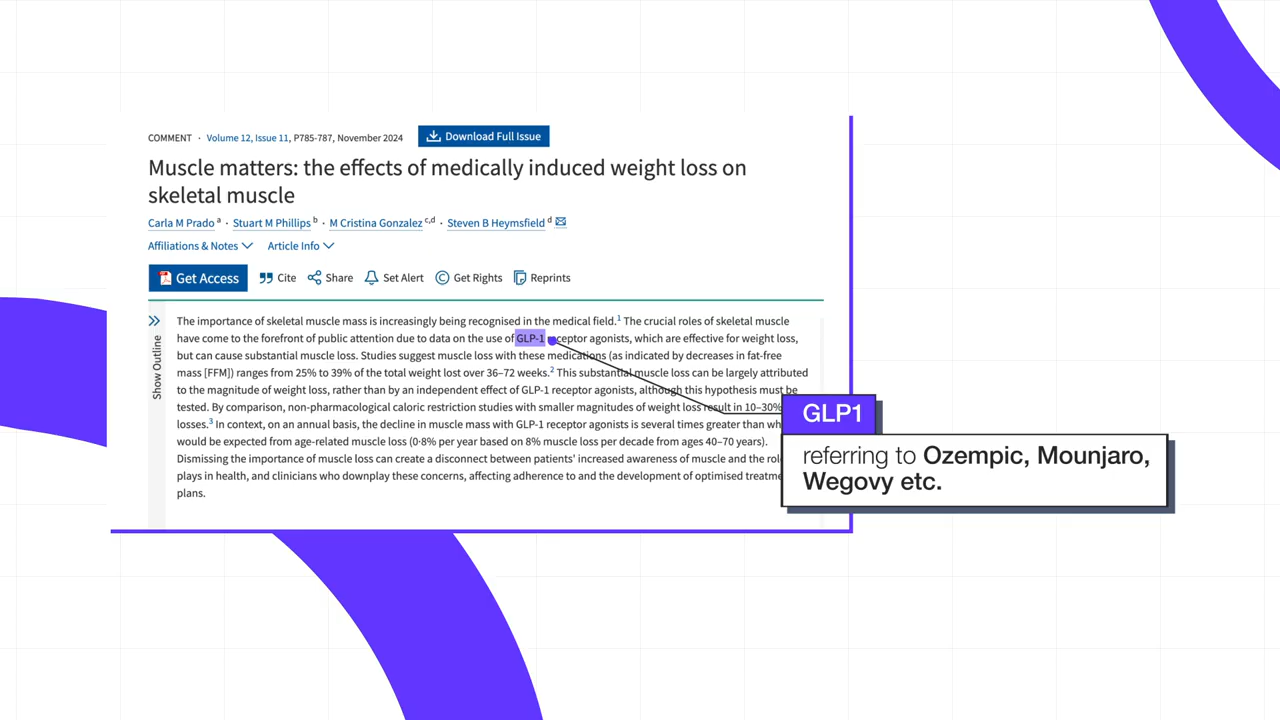 COMMENT · Volume 12, Issue 11, P785-787, November 2024
Download Full Issue
Muscle matters: the effects of medically induced weight loss on
skeletal muscle
Carla M Prado a · Stuart M Phillips b · M Cristina Gonzalez c,d · Steven B Heymsfield d
Affiliations & Notes
Article Info
Get Access
Cite
Share
Set Alert
Get Rights
Reprints
Show Outline
The importance of skeletal muscle mass is increasingly being recognised in the medical field.1 The crucial roles of skeletal muscle
have come to the forefront of public attention due to data on the use of GLP-1 receptor agonists, which are effective for weight loss,
but can cause substantial muscle loss. Studies suggest muscle loss with these medications (as indicated by decreases in fat-free
mass [FFM]) ranges from 25% to 39% of the total weight lost over 36–72 weeks.2 This substantial muscle loss can be largely attributed
to the magnitude of weight loss, rather than by an independent effect of GLP-1 receptor agonists, although this hypothesis must be
tested. By comparison, non-pharmacological caloric restriction studies with smaller magnitudes of weight loss result in 10–30%
losses.3 In context, on an annual basis, the decline in muscle mass with GLP-1 receptor agonists is several times greater than
would be expected from age-related muscle loss (0·8% per year based on 8% muscle loss per decade from ages 40–70 years).
Dismissing the importance of muscle loss can create a disconnect between patients' increased awareness of muscle and the
plays in health, and clinicians who downplay these concerns, affecting adherence to and the development of optimised
plans.
GLP1
referring to Ozempic, Mounjaro,
Wegovy etc.